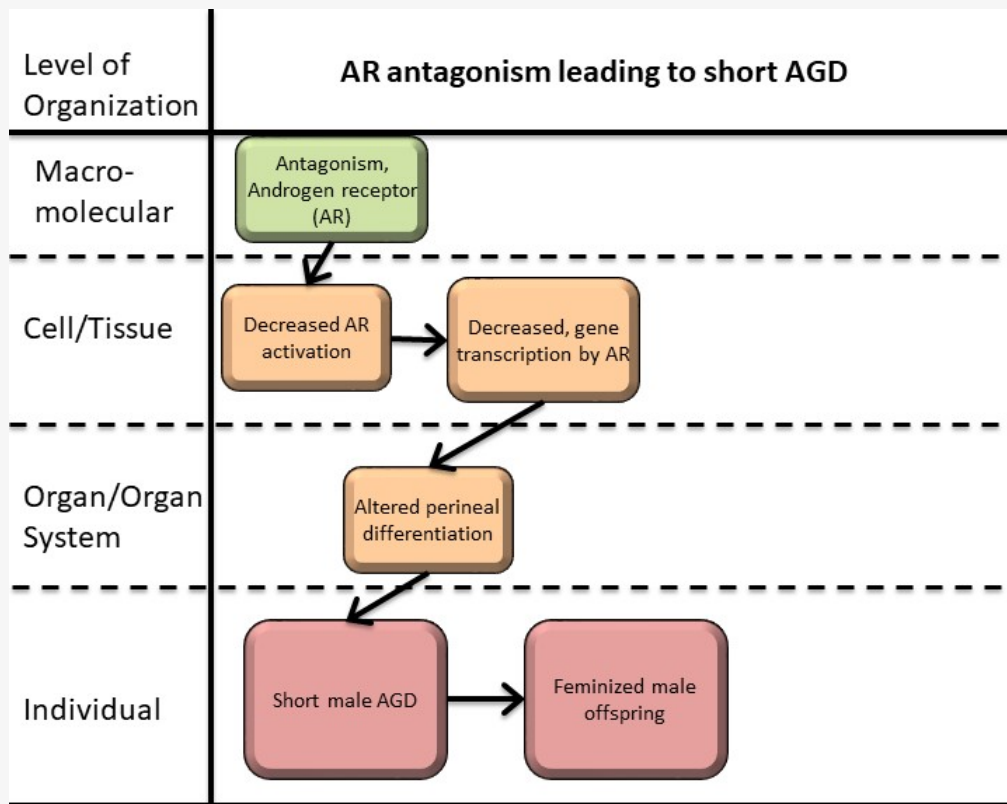 Level of
Organization
AR antagonism leading to short AGD
Macro-
molecular
Antagonism,
Androgen receptor
(AR)
Cell/Tissue
Decreased AR
activation
Decreased, gene
transcription by AR
Organ/Organ
System
Altered perineal
differentiation
Individual
Short male AGD
Feminized male
offspring